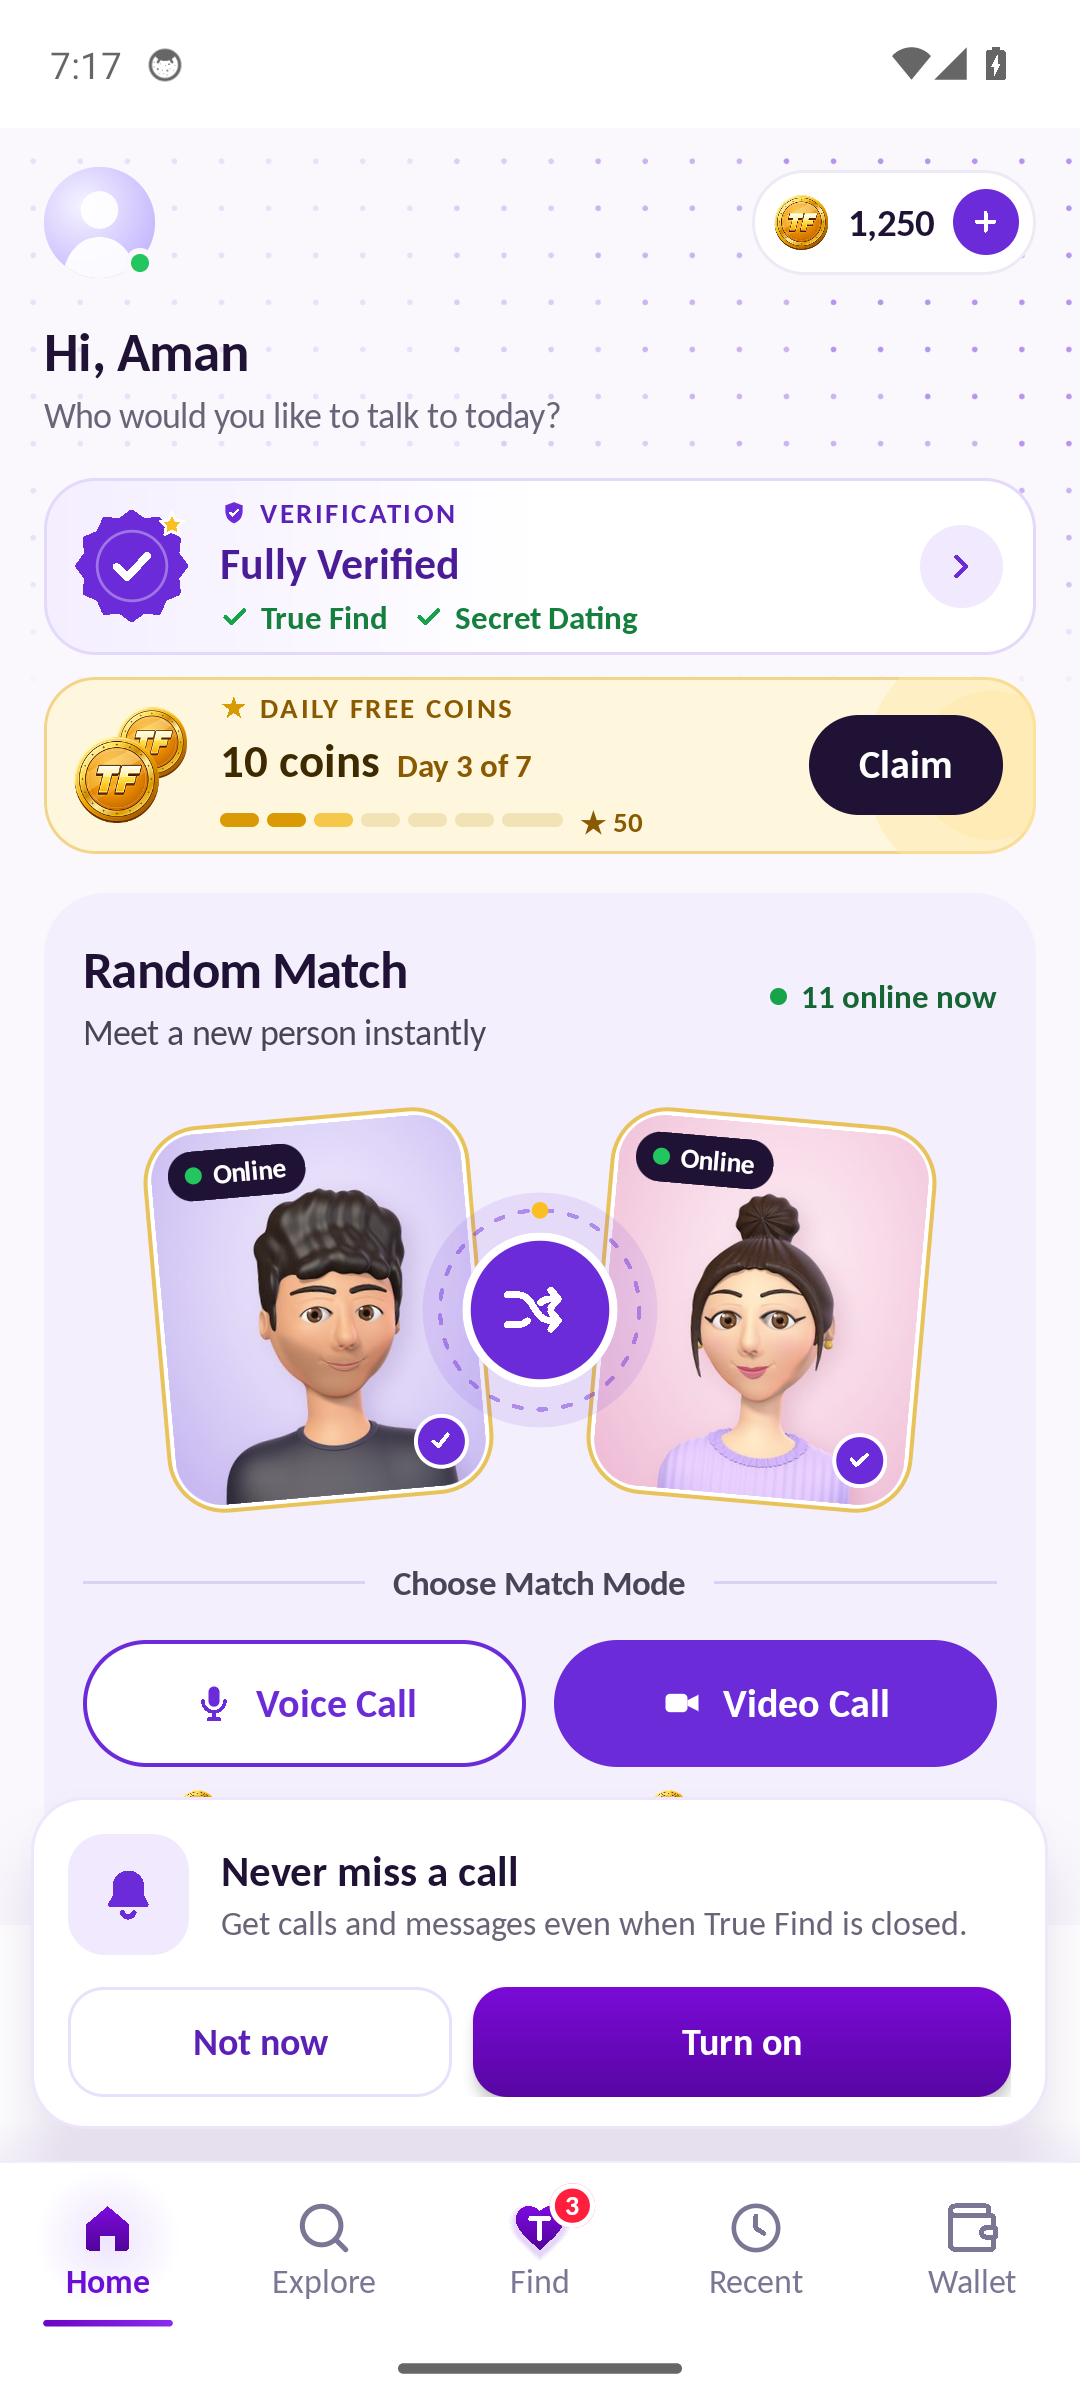 7:17
TF 1,250
Hi, Aman
Who would you like to talk to today?
VERIFICATION
Fully Verified
True Find Secret Dating
DAILY FREE COINS
TF TF
10 coins Day 3 of 7
Claim
★ 50
Random Match
11 online now
Meet a new person instantly
Online Online
Choose Match Mode
Voice Call Video Call
Never miss a call
Get calls and messages even when True Find is closed.
Not now Turn on
T 3
Home Explore Find Recent Wallet